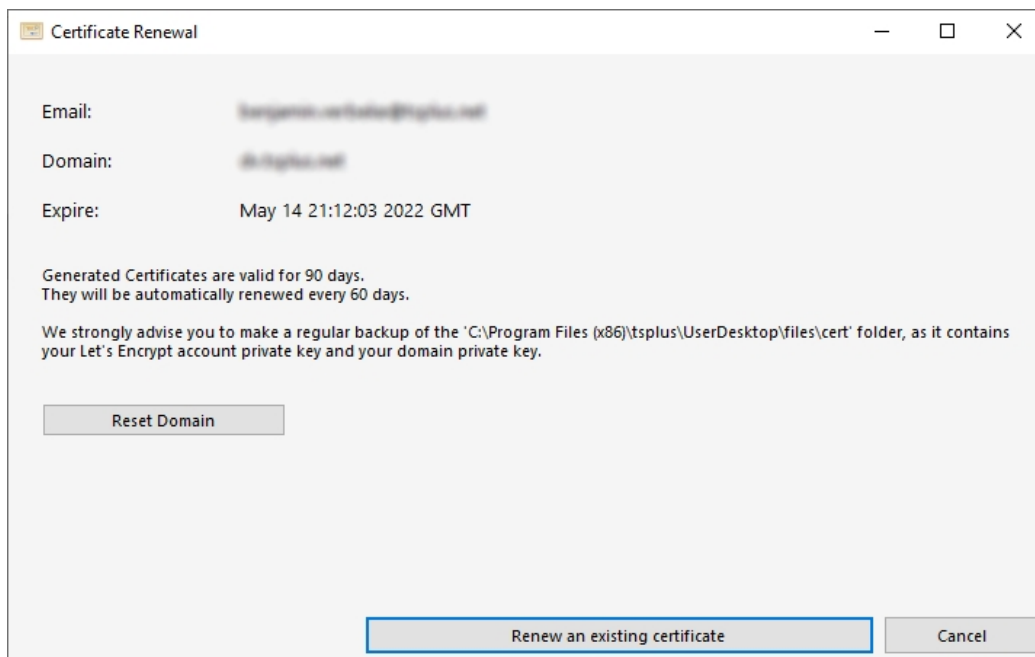 Certificate Renewal
Email:
Domain:
Expire: May 14 21:12:03 2022 GMT
Generated Certificates are valid for 90 days.
They will be automatically renewed every 60 days.
We strongly advise you to make a regular backup of the 'C:\Program Files (x86)\tsplus\UserDesktop\files\cert' folder, as it contains
your Let's Encrypt account private key and your domain private key.
Reset Domain
Renew an existing certificate Cancel